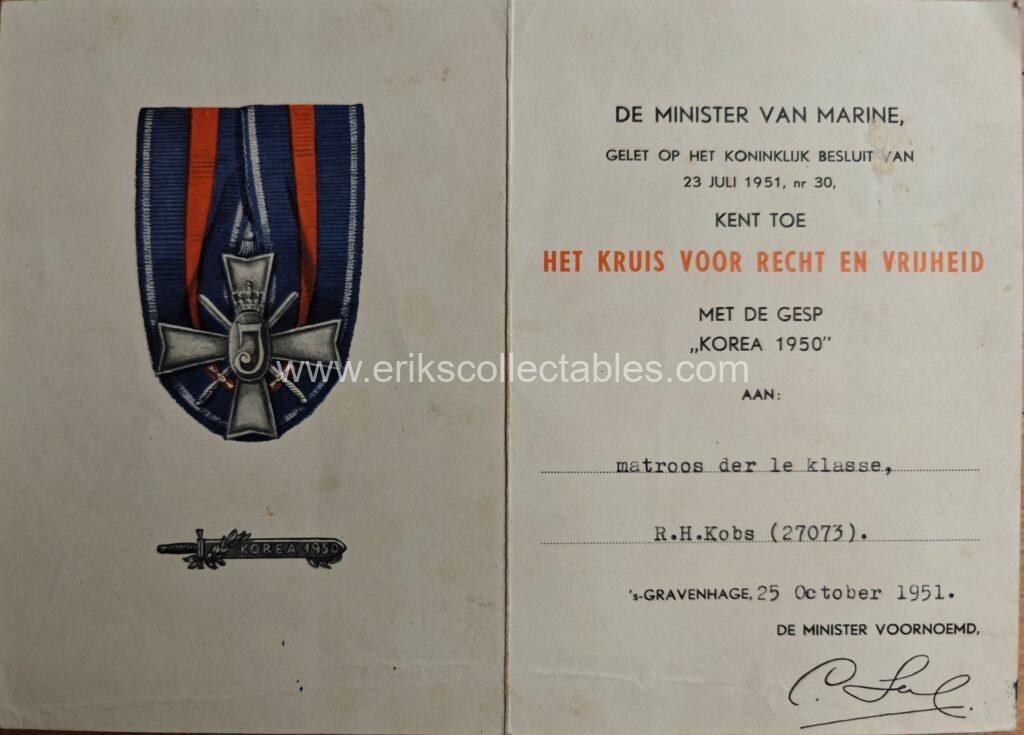 DE MINISTER VAN MARINE,
GELET OP HET KONINKLIJK BESLUIT VAN
23 JULI 1951, nr 30,
KENT TOE
HET KRUIS VOOR RECHT EN VRIJHEID
MET DE GESP
„KOREA 1950”
AAN:
matroos der 1e klasse,
R.H.Kobs (27073).
's-GRAVENHAGE, 25 October 1951.
DE MINISTER VOORNOEMD,
J
KOREA 1950
www.erikscollectables.com